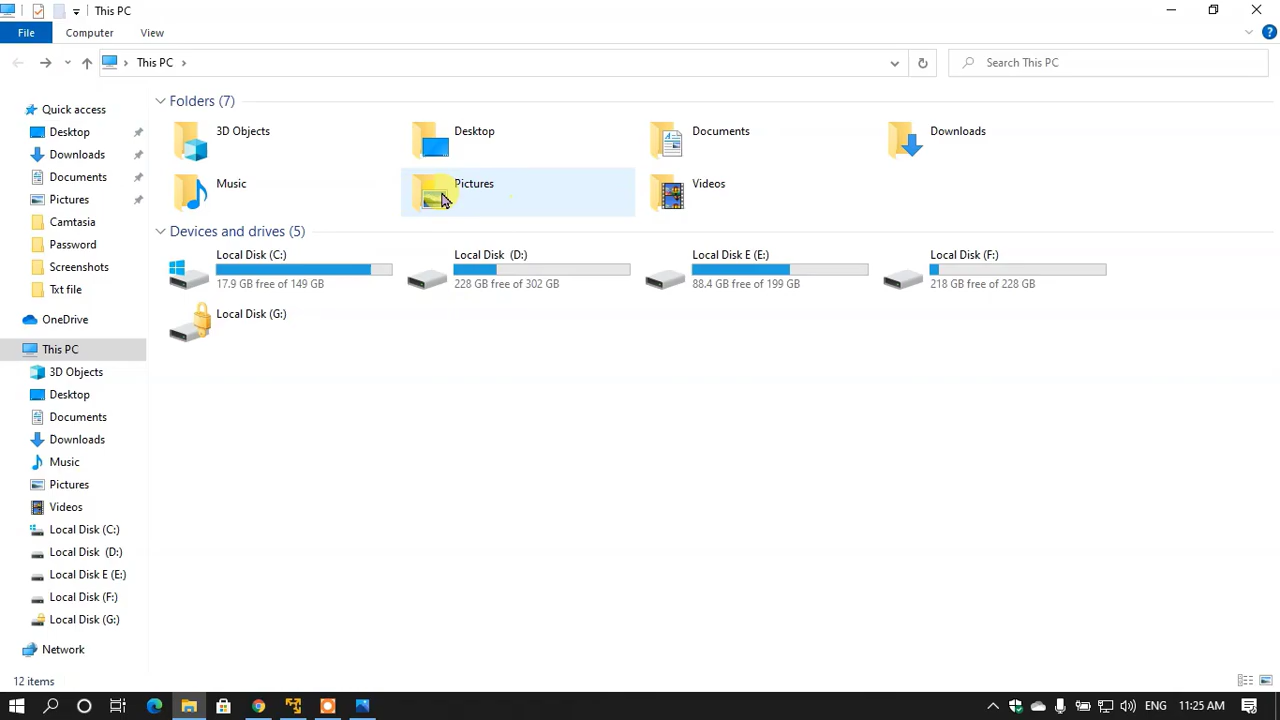 This PC
File
Computer
View
This PC
Search This PC
Quick access
Desktop
Downloads
Documents
Pictures
Camtasia
Password
Screenshots
Txt file
OneDrive
This PC
3D Objects
Desktop
Documents
Downloads
Music
Pictures
Videos
Local Disk (C:)
Local Disk  (D:)
Local Disk E (E:)
Local Disk (F:)
Local Disk (G:)
Network
Folders (7)
3D Objects
Desktop
Documents
Downloads
Music
Pictures
Videos
Devices and drives (5)
Local Disk (C:)
17.9 GB free of 149 GB
Local Disk  (D:)
228 GB free of 302 GB
Local Disk E (E:)
88.4 GB free of 199 GB
Local Disk (F:)
218 GB free of 228 GB
Local Disk (G:)
12 items
ENG
11:25 AM